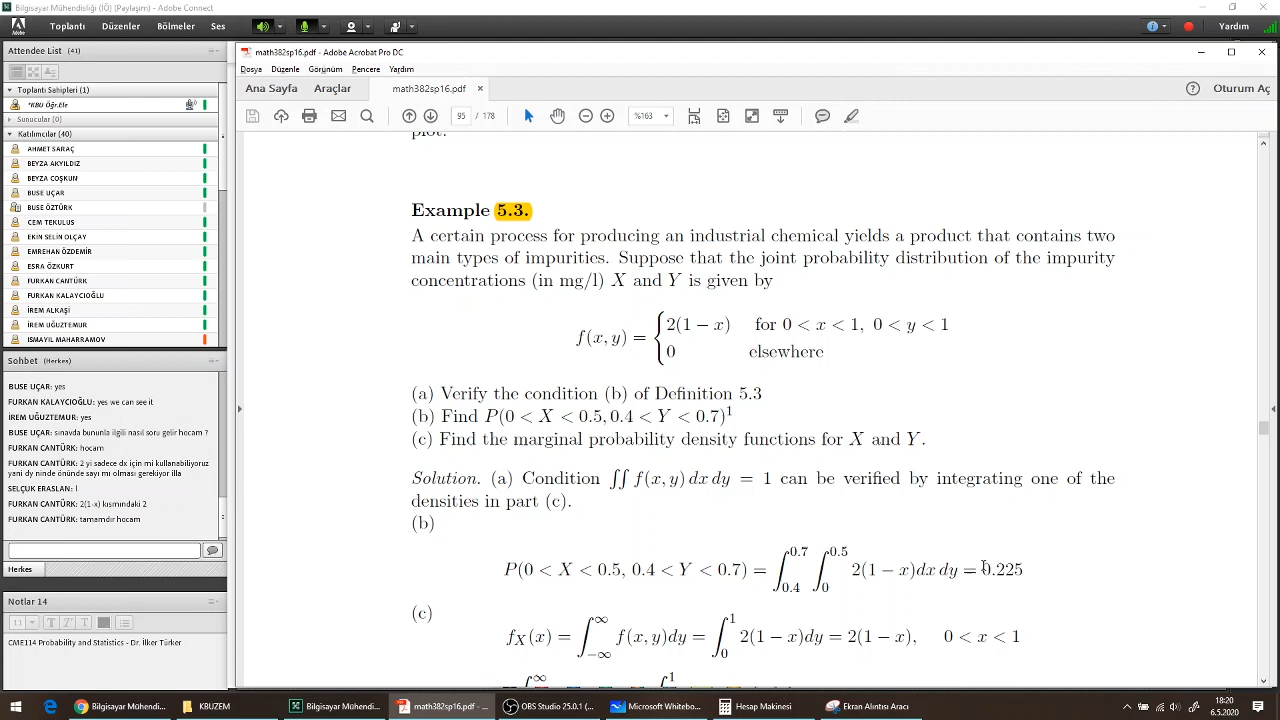 Bilgisayar Mühendisliği (İÖ) (Paylaşım) - Adobe Connect
Toplantı Düzenler Bölmeler Ses Yardım
Attendee List (41)
Toplantı Sahipleri (1)
*KBU Öğr.Ele
Sunucular (0)
Katılımcılar (40)
AHMET SARAÇ
BEYZA AKYILDIZ
BEYZA COŞKUN
BUSE UÇAR
BUSE ÖZTÜRK
CEM TEKULUS
EKİN SELİN OLÇAY
EMREHAN ÖZDEMİR
ESRA ÖZKURT
FURKAN CANTÜRK
FURKAN KALAYCIOĞLU
İREM ALKAŞİ
İREM UĞUZTEMUR
ISMAYIL MAHARRAMOV
Sohbet (Herkes)
BUSE UÇAR: yes
FURKAN KALAYCIOĞLU: yes we can see it
İREM UĞUZTEMUR: yes
BUSE UÇAR: sınavda bununla ilgili nasıl soru gelir hocam ?
FURKAN CANTÜRK: hocam
FURKAN CANTÜRK: 2 yi sadece dx için mi kullanabiliyoruz
yani dy ninde önünde sayı mı olması gerekiyor illa
SELÇUK ERASLAN: I
FURKAN CANTÜRK: 2(1-x) kısmındaki 2
FURKAN CANTÜRK: tamamdır hocam
Herkes
Notlar 14
11
CME114 Probability and Statistics - Dr. İlker Türker
math382sp16.pdf - Adobe Acrobat Pro DC
Dosya Düzenle Görünüm Pencere Yardım
Ana Sayfa Araçlar math382sp16.pdf × Oturum Aç
95 / 178 %163
plot.
Example 5.3.
A certain process for producing an industrial chemical yields a product that contains two
main types of impurities. Suppose that the joint probability distribution of the impurity
concentrations (in mg/l) X and Y is given by
f(x, y) = { 2(1 − x) for 0 < x < 1, 0 < y < 1
0 elsewhere
(a) Verify the condition (b) of Definition 5.3
(b) Find P(0 < X < 0.5, 0.4 < Y < 0.7)¹
(c) Find the marginal probability density functions for X and Y.
Solution. (a) Condition ∫∫ f(x, y) dx dy = 1 can be verified by integrating one of the
densities in part (c).
(b)
P(0 < X < 0.5, 0.4 < Y < 0.7) = ∫_{0.4}^{0.7} ∫_{0}^{0.5} 2(1 − x)dx dy = 0.225
(c)
f_X(x) = ∫_{−∞}^{∞} f(x, y)dy = ∫_{0}^{1} 2(1 − x)dy = 2(1 − x), 0 < x < 1
Bilgisayar Mühendi... KRUZEM Bilgisayar Mühendi... math382sp16.pdf - ... OBS Studio 25.0.1 (... Microsoft Whitebo... Hesap Makinesi Ekran Alıntısı Aracı
18:20
6.5.2020